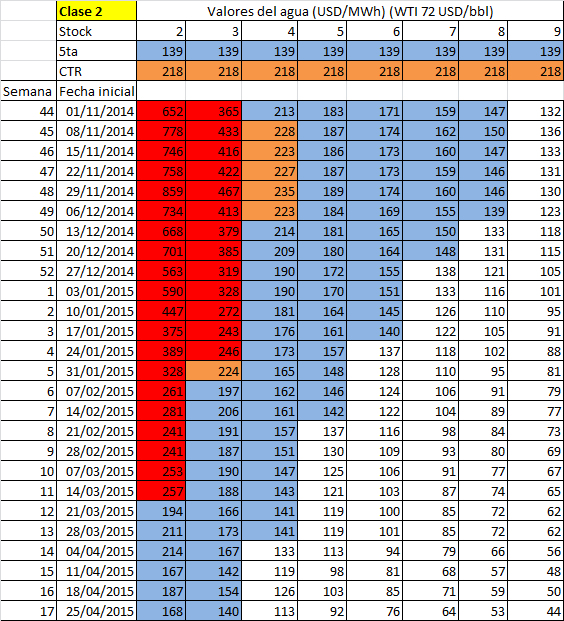 Clase 2 Valores del agua (USD/MWh) (WTI 72 USD/bbl)
Stock 2 3 4 5 6 7 8 9
5ta 139 139 139 139 139 139 139 139
CTR 218 218 218 218 218 218 218 218
Semana Fecha inicial
44 01/11/2014 652 365 213 183 171 159 147 132
45 08/11/2014 778 433 228 187 174 162 150 136
46 15/11/2014 746 416 223 186 173 160 147 133
47 22/11/2014 758 422 227 187 173 159 146 131
48 29/11/2014 859 467 235 189 174 160 146 130
49 06/12/2014 734 413 223 184 169 155 139 123
50 13/12/2014 668 379 214 181 165 150 133 118
51 20/12/2014 701 385 209 180 164 148 131 115
52 27/12/2014 563 319 190 172 155 138 121 105
1 03/01/2015 590 328 190 170 151 133 116 101
2 10/01/2015 447 272 181 164 145 126 110 95
3 17/01/2015 375 243 176 161 140 122 105 91
4 24/01/2015 389 246 173 157 137 118 102 88
5 31/01/2015 328 224 165 148 128 110 95 81
6 07/02/2015 261 197 162 146 124 106 91 79
7 14/02/2015 281 206 161 142 122 104 89 77
8 21/02/2015 241 191 157 137 116 98 84 73
9 28/02/2015 241 187 151 130 109 93 80 69
10 07/03/2015 253 190 147 125 106 91 77 67
11 14/03/2015 257 188 143 121 103 87 74 65
12 21/03/2015 194 166 141 119 100 85 72 62
13 28/03/2015 211 173 141 119 101 85 72 62
14 04/04/2015 214 167 133 113 94 79 66 56
15 11/04/2015 167 142 119 98 81 68 57 48
16 18/04/2015 187 154 126 103 85 71 59 50
17 25/04/2015 168 140 113 92 76 64 53 44